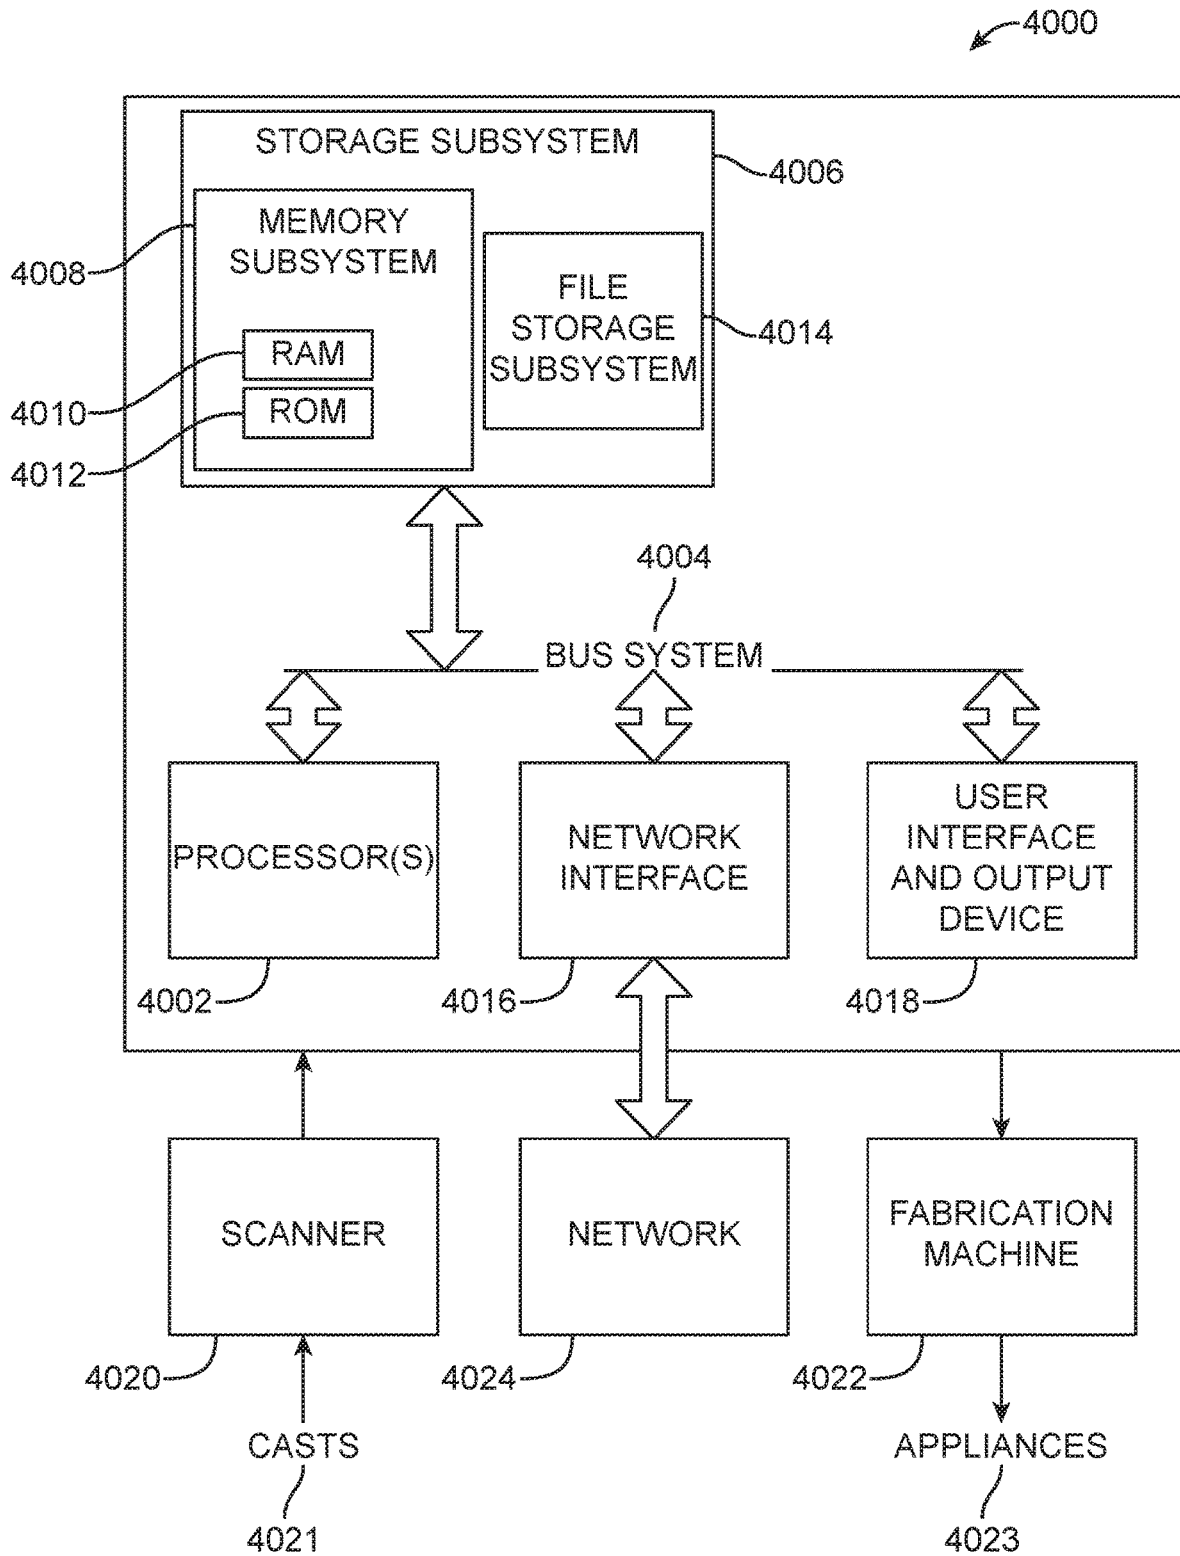 4000
STORAGE SUBSYSTEM
4006
MEMORY
SUBSYSTEM
4008
FILE
STORAGE
SUBSYSTEM
4014
RAM
4010
ROM
4012
4004
BUS SYSTEM
PROCESSOR(S)
NETWORK
INTERFACE
USER
INTERFACE
AND OUTPUT
DEVICE
4002
4016
4018
SCANNER
NETWORK
FABRICATION
MACHINE
4020
4024
4022
CASTS
APPLIANCES
4021
4023